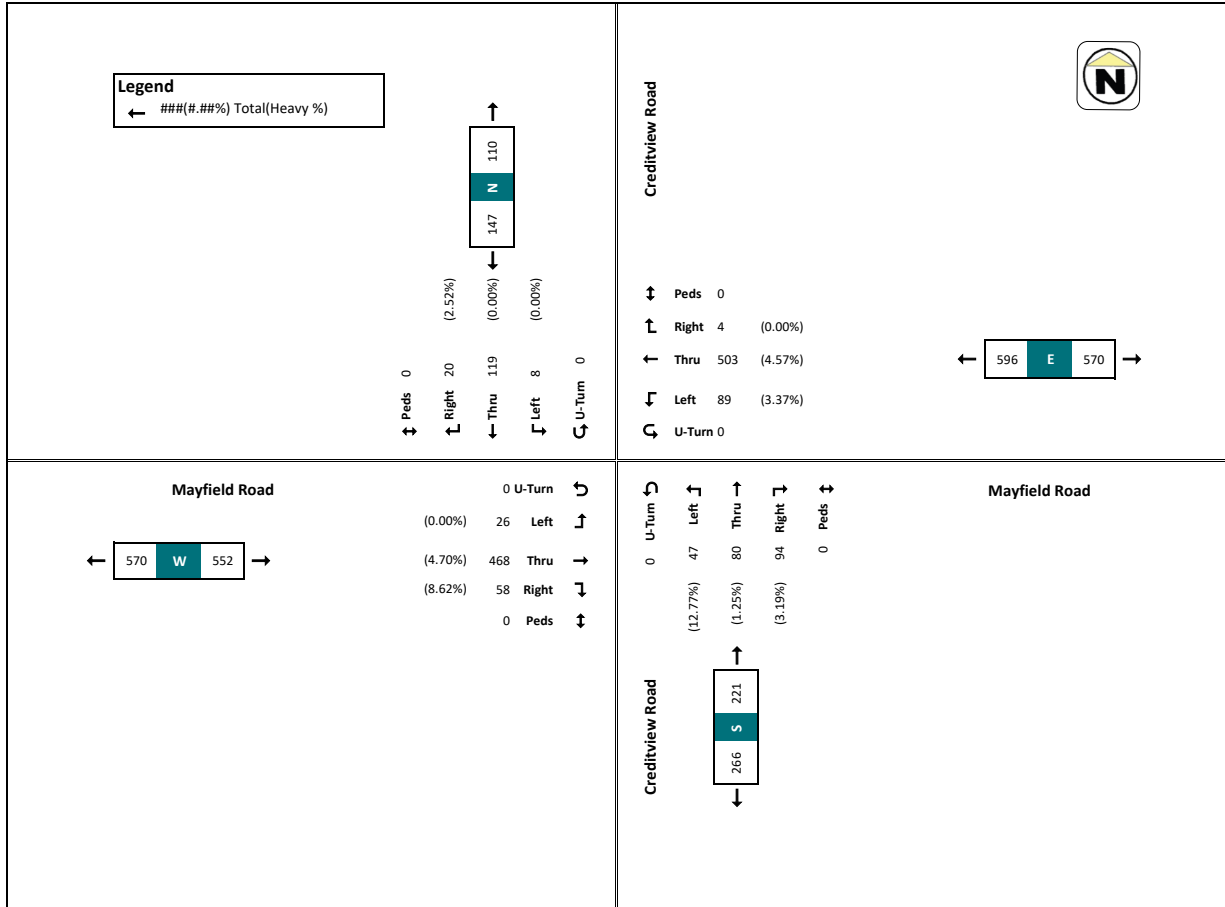 Legend
← ###(#.##%) Total(Heavy %)
110
N
147
(2.52%)
(0.00%)
(0.00%)
Peds 0
Right 20
Thru 119
Left 8
U-Turn 0
Creditview Road
N
Peds 0
Right 4 (0.00%)
Thru 503 (4.57%)
Left 89 (3.37%)
U-Turn 0
596 E 570
Mayfield Road
0 U-Turn
(0.00%) 26 Left
(4.70%) 468 Thru
(8.62%) 58 Right
0 Peds
570 W 552
0 U-Turn
(12.77%) 47 Left
(1.25%) 80 Thru
(3.19%) 94 Right
0 Peds
Mayfield Road
Creditview Road
221
S
266